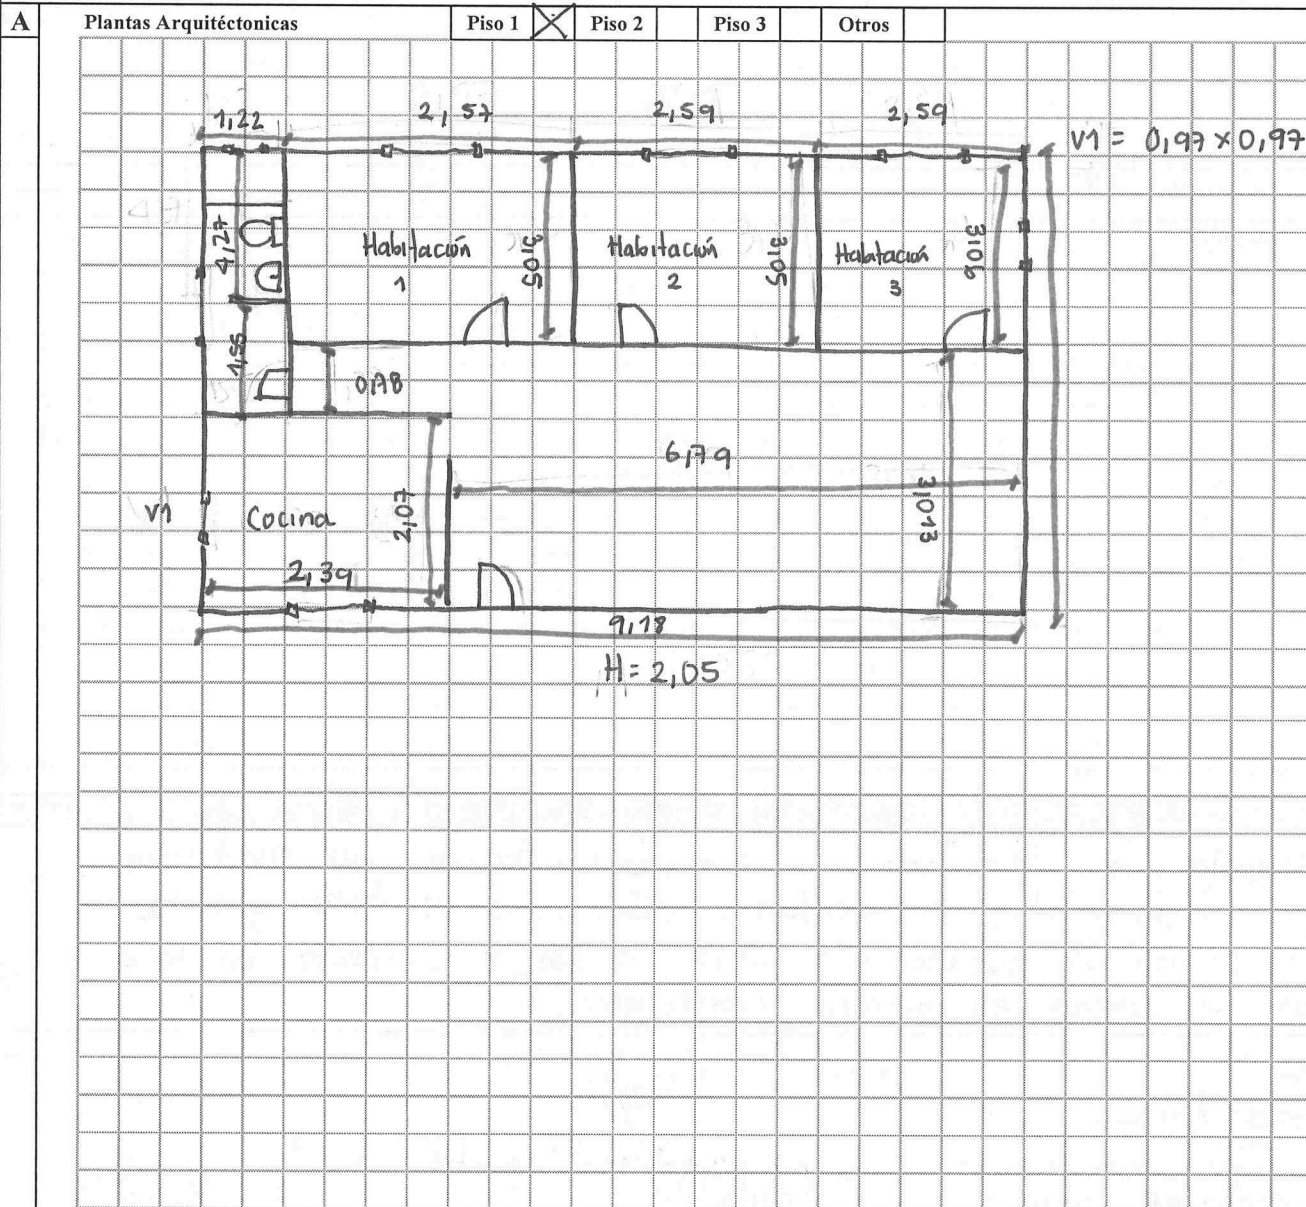 A Plantas Arquitéctonicas Piso 1 X Piso 2 Piso 3 Otros
1,22 2,57 2,59 2,59
V1 = 0,97 x 0,97
4,27
Habitación
1
3,05
Habitación
2
3,05
Habitación
3
3,06
1,55
0,78
6,79
V1
Cocina
2,07
3,013
2,39
9,18
H = 2,05